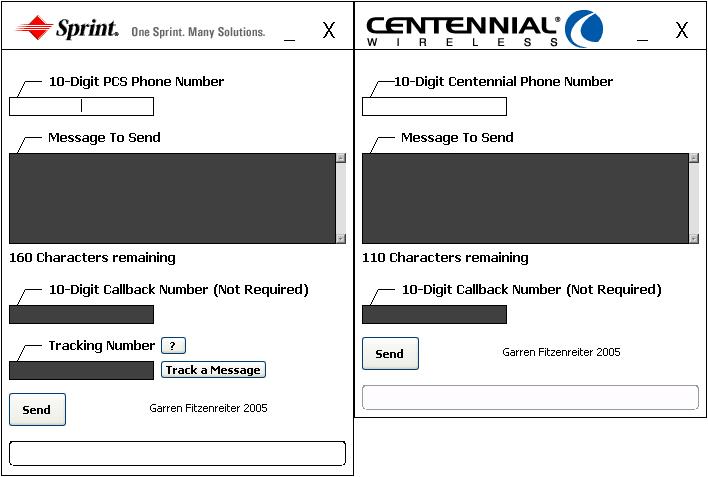 Sprint. One Sprint. Many Solutions. _ X
10-Digit PCS Phone Number
Message To Send
160 Characters remaining
10-Digit Callback Number (Not Required)
Tracking Number ?
Track a Message
Send Garren Fitzenreiter 2005
CENTENNIAL® _ X
WIRELESS
10-Digit Centennial Phone Number
Message To Send
110 Characters remaining
10-Digit Callback Number (Not Required)
Send Garren Fitzenreiter 2005